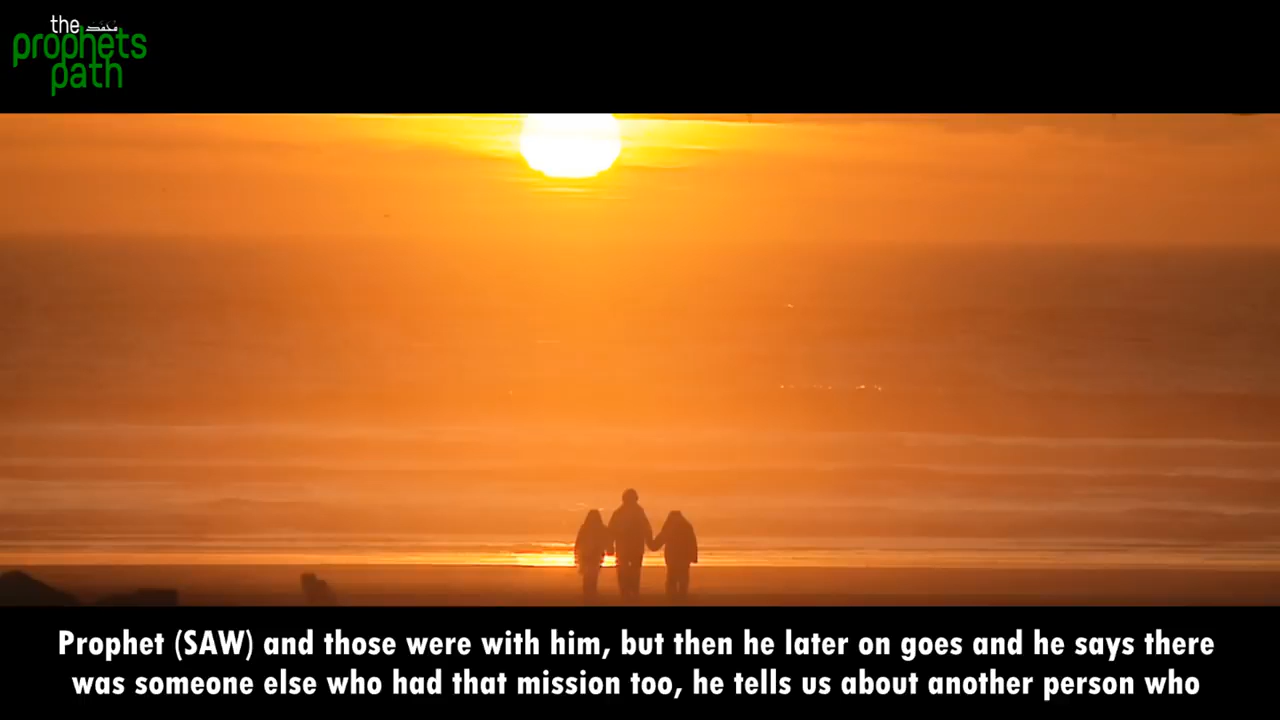 the محمد
prophets
path
Prophet (SAW) and those were with him, but then he later on goes and he says there
was someone else who had that mission too, he tells us about another person who